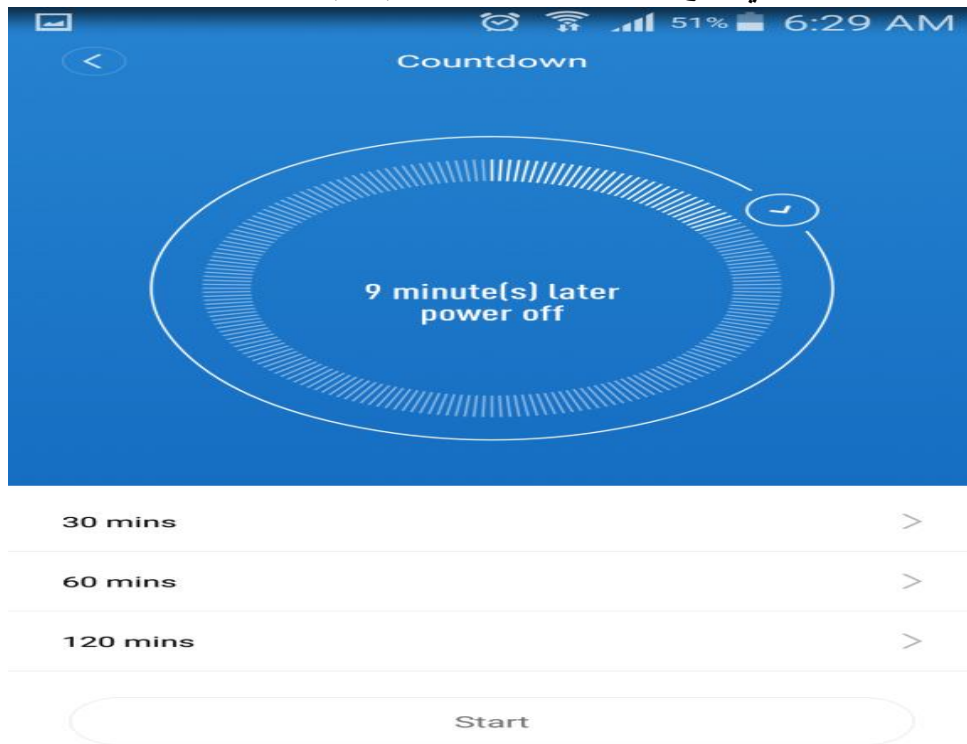 51% 6:29 AM
Countdown
9 minute(s) later
power off
30 mins
60 mins
120 mins
Start